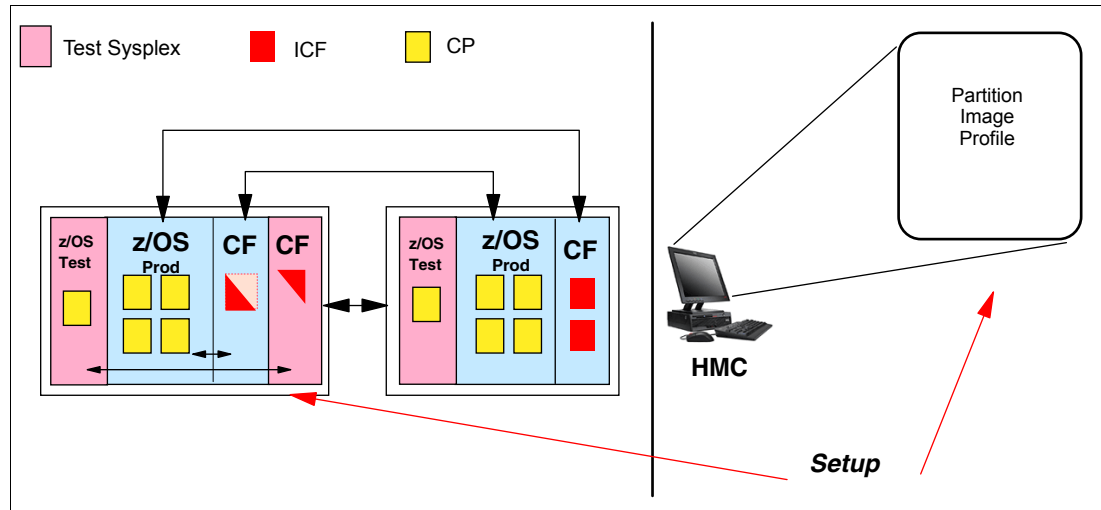 Test Sysplex
ICF
CP
Partition
Image
Profile
z/OS
Test
z/OS
Prod
CF
CF
z/OS
Test
z/OS
Prod
CF
HMC
Setup